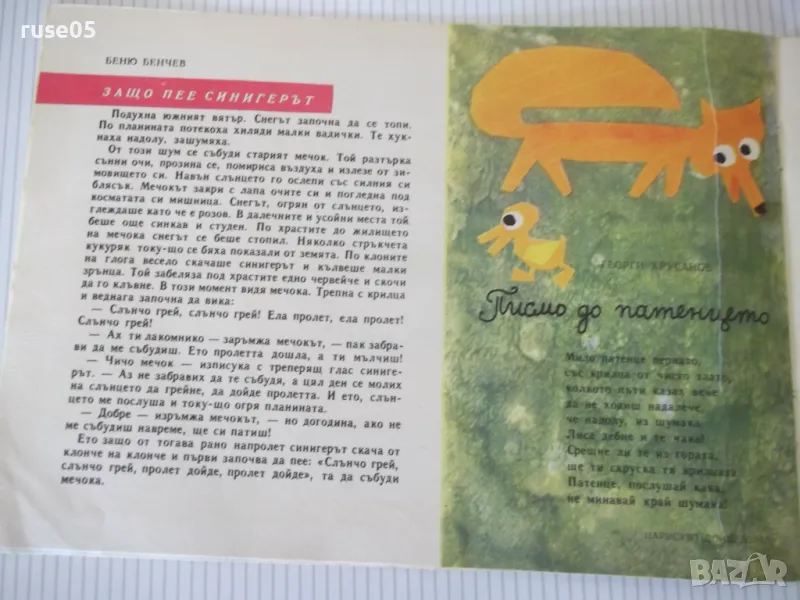 ruse05
БЕНЮ БЕНЧЕВ
ЗАЩО ПЕЕ СИНИГЕРЪТ
Подухна южният вятър. Снегът започна да се топи.
По планината потекоха хиляди малки вадички. Те хук-
наха надолу, зашумяха.
От този шум се събуди старият мечок. Той разтърка
сънни очи, прозина се, помириса въздуха и излезе от зи-
мовището си. Навън слънцето го ослепи със силния си
блясък. Мечокът закри с лапа очите си и погледна под
косматата си мишница. Снегът, огрян от слънцето, из-
глеждаше като че е розов. В далечните и усойни места той
беше още синкав и студен. По храстите до жилището
на мечока снегът се беше стопил. Няколко стръкчета
кукуряк току-що се бяха показали от земята. По клоните
на глога весело скачаше синигерът и кълвеше малки
зрънца. Той забеляза под храстите едно червейче и скочи
да го клъвне. В този момент видя мечока. Трепна с крилца
и веднага започна да вика:
— Слънчо грей, слънчо грей! Ела пролет, ела пролет!
Слънчо грей!
— Ах ти лакомнико — заръмжа мечокът, — пак забра-
ви да ме събудиш. Ето пролетта дошла, а ти мълчиш!
— Чичо мечок — изписука с треперящ глас синиге-
рът. — Аз не забравих да те събудя, а цял ден се молих
на слънцето да грейне, да дойде пролетта. И ето, слън-
цето ме послуша и току-що огря планината.
— Добре — изръмжа мечокът, — но догодина, ако не
ме събудиш навреме, ще си патиш!
Ето защо от тогава рано напролет синигерът скача от
клонче на клонче и първи започва да пее: «Слънчо грей,
слънчо грей, пролет дойде, пролет дойде», та да събуди
мечока.
ГЕОРГИ КРУСАНОВ
Писмо до патенцето
Мило патенце перкато,
със крилца от чисто злато,
колкото пъти казах вече
да не ходиш надалече,
че надолу, из шумака
Лиса дебне и те чака!
Срещне ли те из гората,
ще ти скруска тя крилцата
Патенце, послушай кака,
не минавай край шумака!
BAZAR